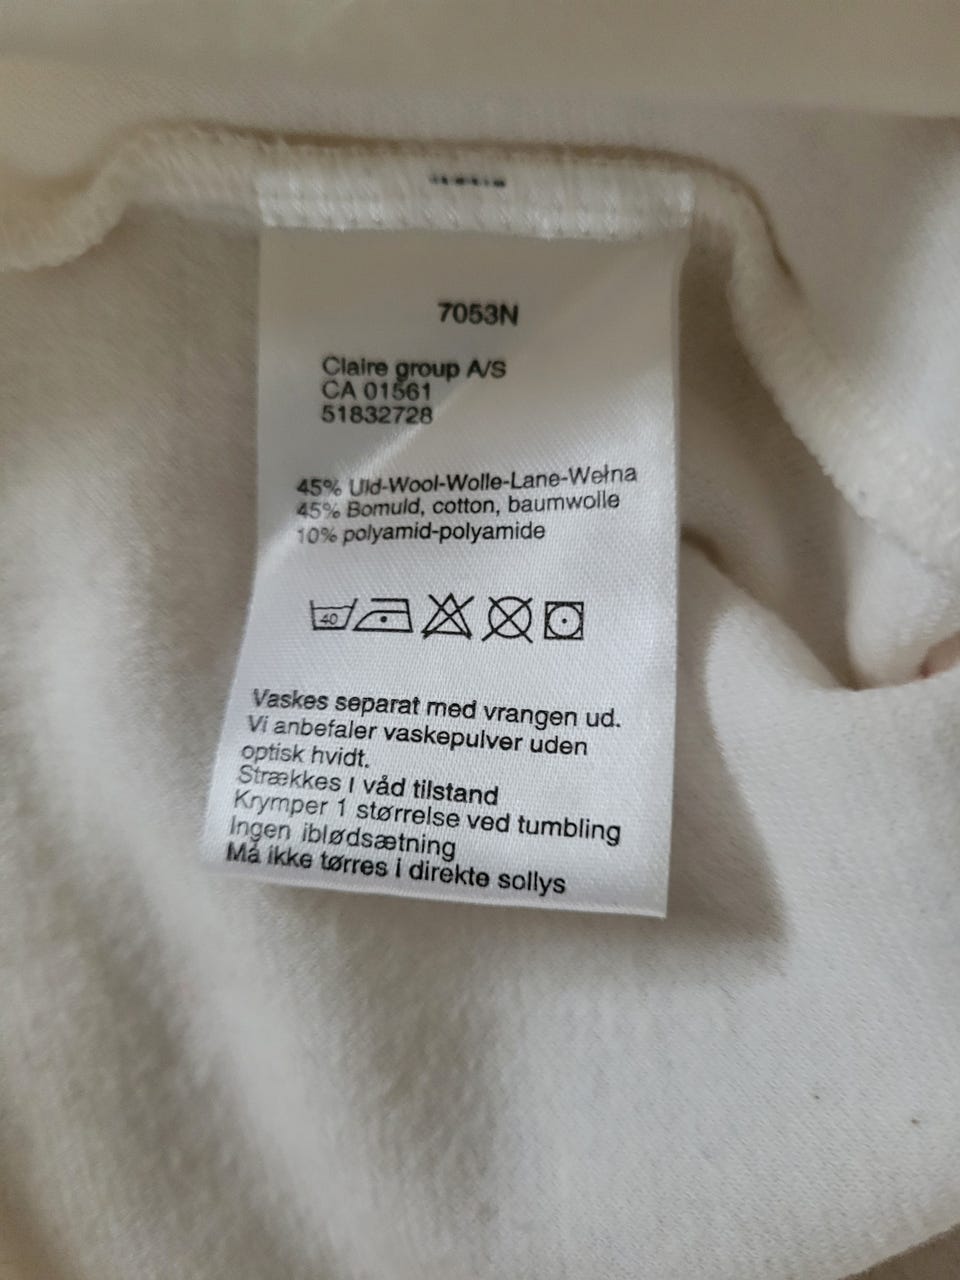 7053N
Claire group A/S
CA 01561
51832728
45% Uld-Wool-Wolle-Lane-Wełna
45% Bomuld, cotton, baumwolle
10% polyamid-polyamide
40
Vaskes separat med vrangen ud.
Vi anbefaler vaskepulver uden
optisk hvidt.
Strækkes I våd tilstand
Krymper 1 størrelse ved tumbling
Ingen iblødsætning
Må ikke tørres i direkte sollys